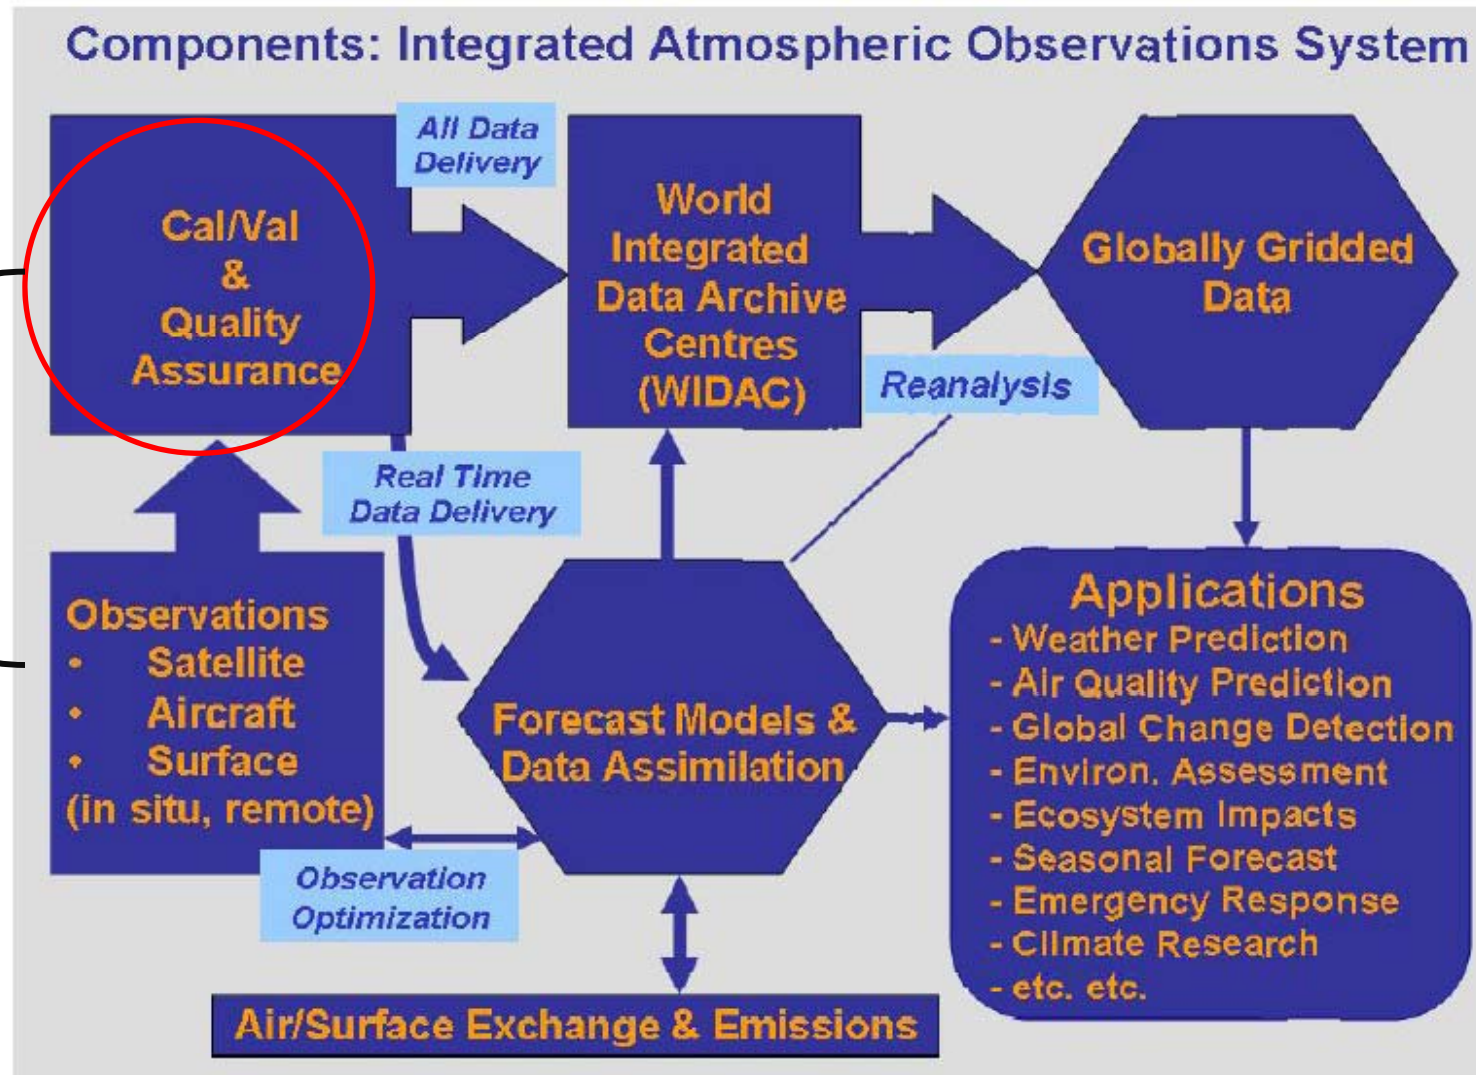 Components: Integrated Atmospheric Observations System
Cal/Val
&
Quality
Assurance
All Data
Delivery
World
Integrated
Data Archive
Centres
(WIDAC)
Globally Gridded
Data
Reanalysis
Real Time
Data Delivery
Observations
• Satellite
• Aircraft
• Surface
(in situ, remote)
Forecast Models &
Data Assimilation
Applications
- Weather Prediction
- Air Quality Prediction
- Global Change Detection
- Environ. Assessment
- Ecosystem Impacts
- Seasonal Forecast
- Emergency Response
- Climate Research
- etc. etc.
Observation
Optimization
Air/Surface Exchange & Emissions